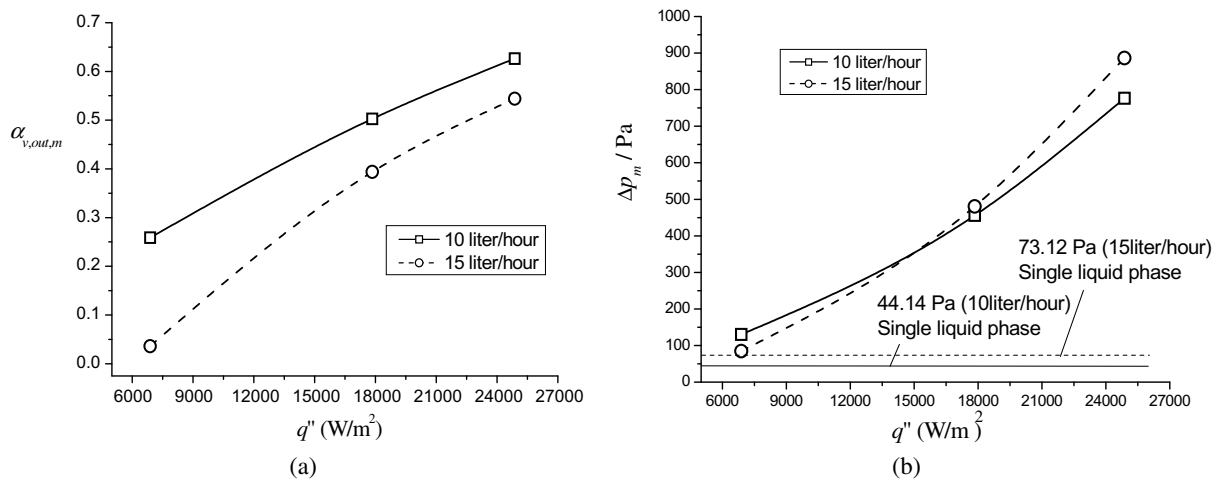 0.7
0.6
0.5
0.4
0.3
0.2
0.1
0.0
α v,out,m
10 liter/hour
15 liter/hour
6000 9000 12000 15000 18000 21000 24000 27000
q" (W/m²)
(a)
1000
900
800
700
600
500
400
300
200
100
0
Δp m / Pa
10 liter/hour
15 liter/hour
73.12 Pa (15liter/hour)
Single liquid phase
44.14 Pa (10liter/hour)
Single liquid phase
6000 9000 12000 15000 18000 21000 24000 27000
q" (W/m )²
(b)